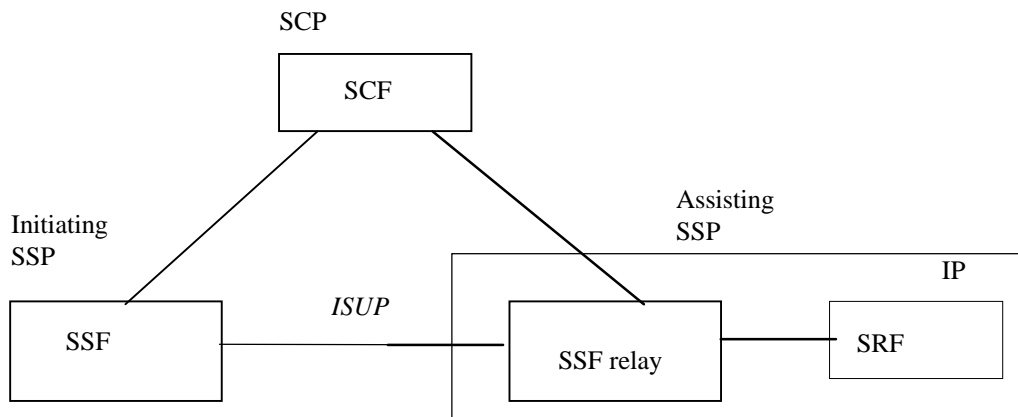 SCP
SCF
Initiating
SSP
Assisting
SSP
IP
ISUP
SSF
SSF relay
SRF